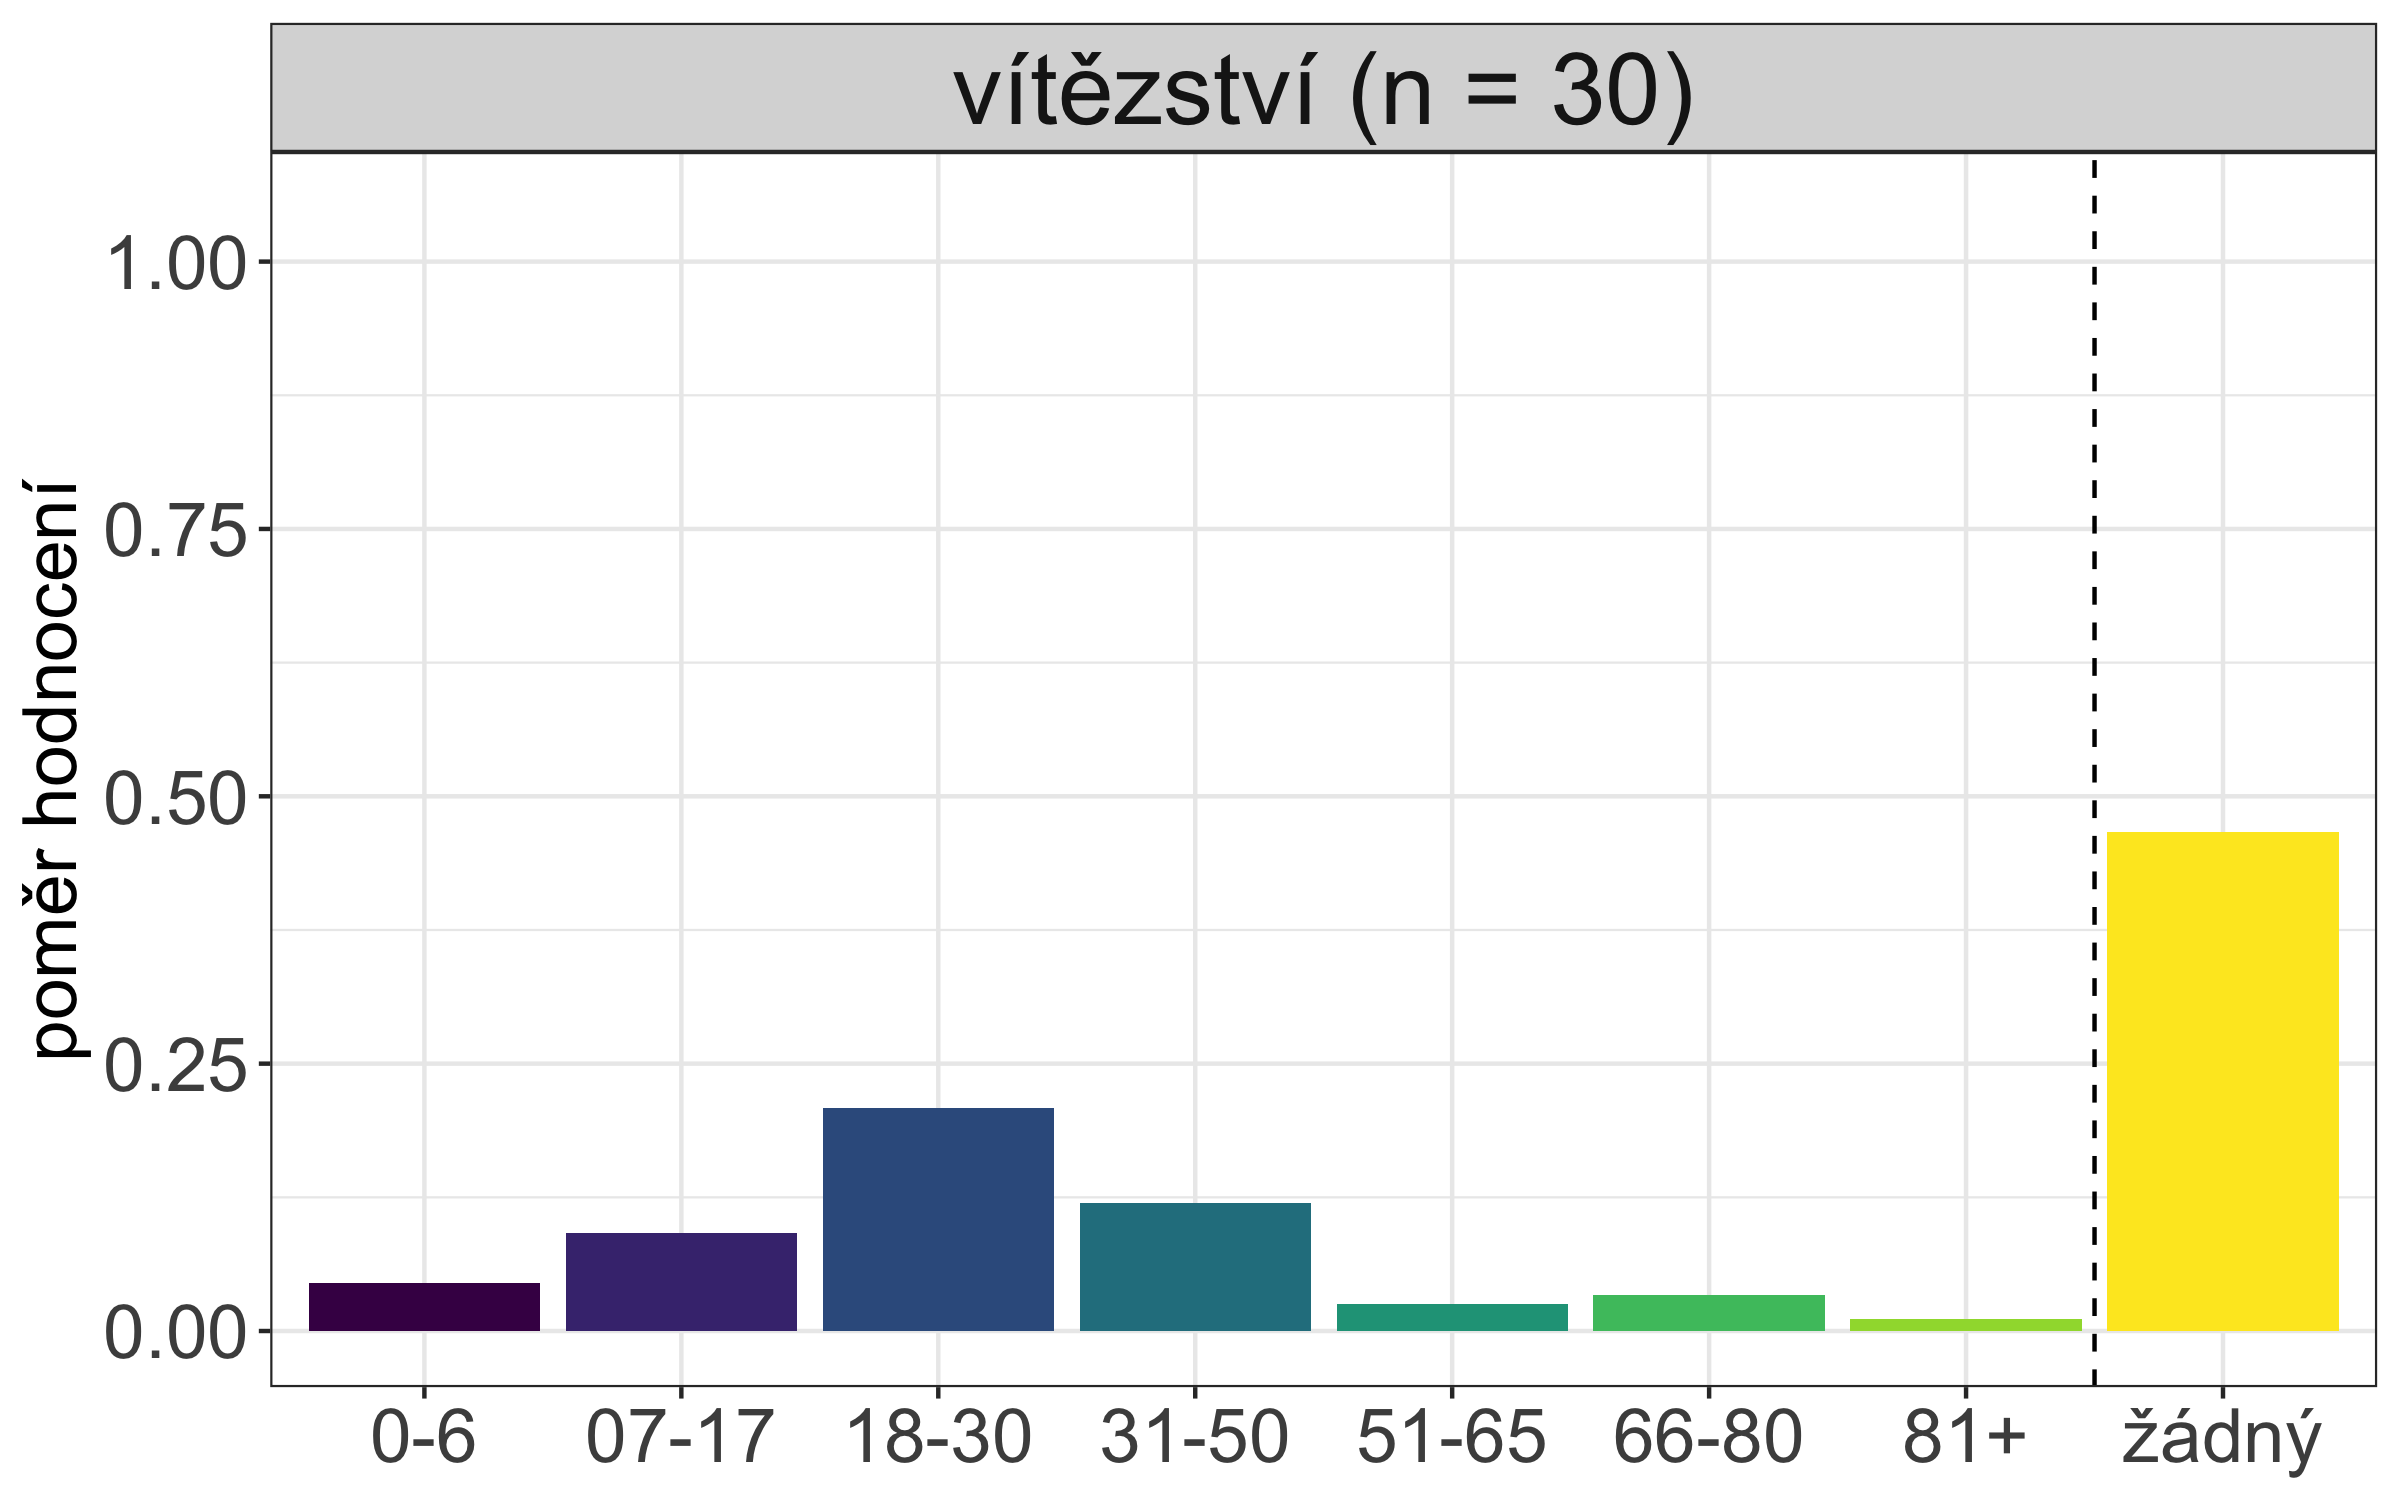 vítězství (n = 30)
poměr hodnocení
1.00
0.75
0.50
0.25
0.00
0-6 07-17 18-30 31-50 51-65 66-80 81+ žádný